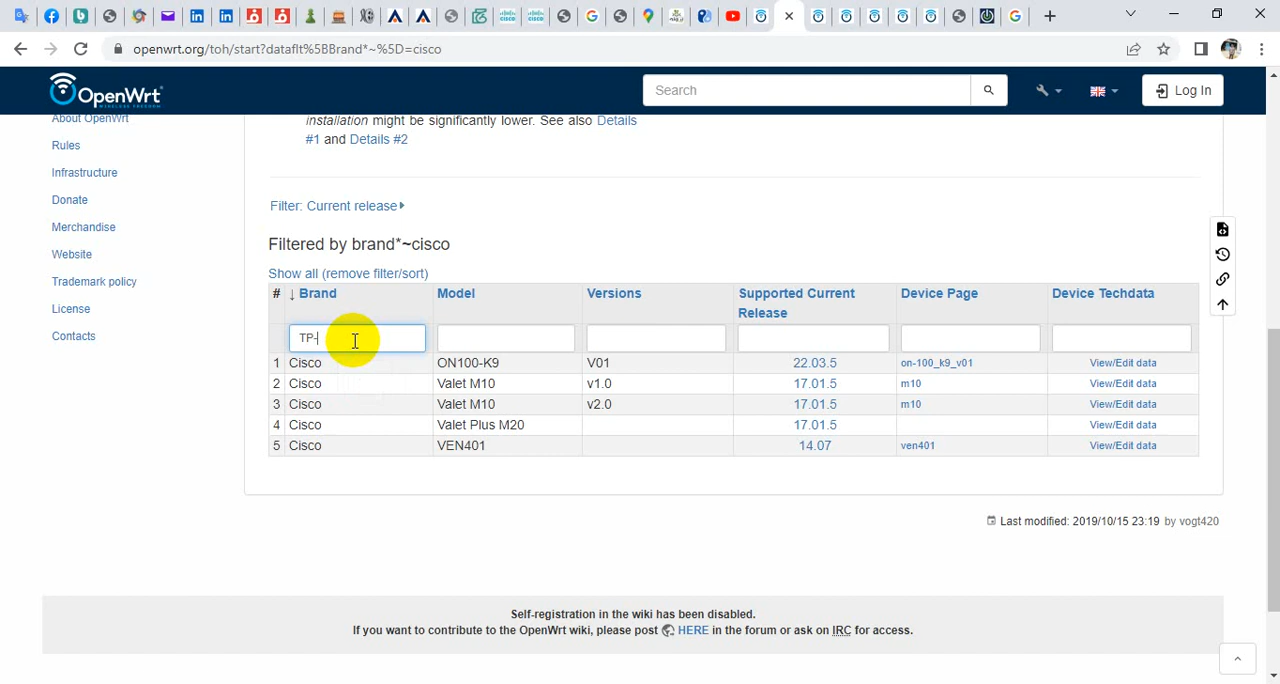 openwrt.org/toh/start?dataflt%5BBrand*~%5D=cisco
OpenWrt
WIRELESS FREEDOM
Search
Log In
About OpenWrt
Rules
Infrastructure
Donate
Merchandise
Website
Trademark policy
License
Contacts
installation might be significantly lower. See also Details
#1 and Details #2
Filter: Current release
Filtered by brand*~cisco
Show all (remove filter/sort)
# ↓ Brand Model Versions Supported Current Release Device Page Device Techdata
TP-
1 Cisco ON100-K9 V01 22.03.5 on-100_k9_v01 View/Edit data
2 Cisco Valet M10 v1.0 17.01.5 m10 View/Edit data
3 Cisco Valet M10 v2.0 17.01.5 m10 View/Edit data
4 Cisco Valet Plus M20 17.01.5 View/Edit data
5 Cisco VEN401 14.07 ven401 View/Edit data
Last modified: 2019/10/15 23:19 by vogt420
Self-registration in the wiki has been disabled.
If you want to contribute to the OpenWrt wiki, please post HERE in the forum or ask on IRC for access.